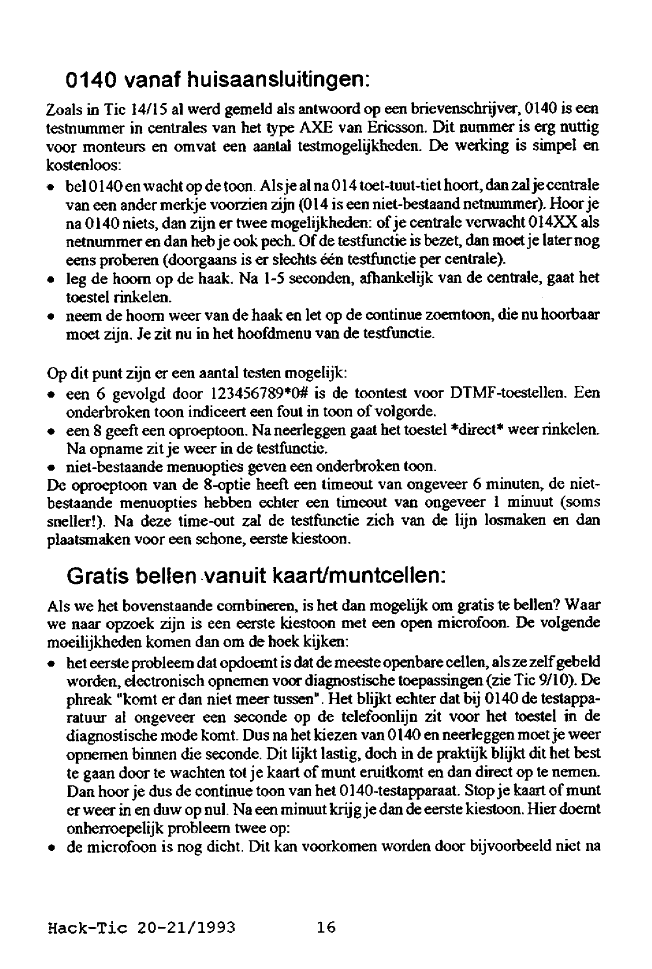 0140 vanaf huisaansluitingen:
Zoals in Tic 14/15 al werd gemeld als antwoord op een brievenschrijver, 0140 is een
testnummer in centrales van het type AXE van Ericsson. Dit nummer is erg nuttig
voor monteurs en omvat een aantal testmogelijkheden. De werking is simpel en
kostenloos:
• bel 0140 en wacht op de toon. Als je al na 014 toet-tuut-tiet hoort, dan zal je centrale
van een ander merkje voorzien zijn (014 is een niet-bestaand netnummer). Hoor je
na 0140 niets, dan zijn er twee mogelijkheden: of je centrale verwacht 014XX als
netnummer en dan heb je ook pech. Of de testfunctie is bezet, dan moet je later nog
eens proberen (doorgaans is er slechts één testfunctie per centrale).
• leg de hoorn op de haak. Na 1-5 seconden, afhankelijk van de centrale, gaat het
toestel rinkelen.
• neem de hoorn weer van de haak en let op de continue zoemtoon, die nu hoorbaar
moet zijn. Je zit nu in het hoofdmenu van de testfunctie.
Op dit punt zijn er een aantal testen mogelijk:
• een 6 gevolgd door 123456789*0# is de toontest voor DTMF-toestellen. Een
onderbroken toon indiceert een fout in toon of volgorde.
• een 8 geeft een oproeptoon. Na neerleggen gaat het toestel *direct* weer rinkelen.
Na opname zit je weer in de testfunctie.
• niet-bestaande menuopties geven een onderbroken toon.
De oproeptoon van de 8-optie heeft een timeout van ongeveer 6 minuten, de niet-
bestaande menuopties hebben echter een timeout van ongeveer 1 minuut (soms
sneller!). Na deze time-out zal de testfunctie zich van de lijn losmaken en dan
plaatsmaken voor een schone, eerste kiestoon.
Gratis bellen vanuit kaart/muntcellen:
Als we het bovenstaande combineren, is het dan mogelijk om gratis te bellen? Waar
we naar opzoek zijn is een eerste kiestoon met een open microfoon. De volgende
moeilijkheden komen dan om de hoek kijken:
• het eerste probleem dat opdoemt is dat de meeste openbare cellen, als ze zelf gebeld
worden, electronisch opnemen voor diagnostische toepassingen (zie Tic 9/10). De
phreak "komt er dan niet meer tussen". Het blijkt echter dat bij 0140 de testappa-
ratuur al ongeveer een seconde op de telefoonlijn zit voor het toestel in de
diagnostische mode komt. Dus na het kiezen van 0140 en neerleggen moet je weer
opnemen binnen die seconde. Dit lijkt lastig, doch in de praktijk blijkt dit het best
te gaan door te wachten tot je kaart of munt eruitkomt en dan direct op te nemen.
Dan hoor je dus de continue toon van het 0140-testapparaat. Stop je kaart of munt
er weer in en duw op nul. Na een minuut krijg je dan de eerste kiestoon. Hier doemt
onherroepelijk probleem twee op:
• de microfoon is nog dicht. Dit kan voorkomen worden door bijvoorbeeld niet na
Hack-Tic 20-21/1993 16